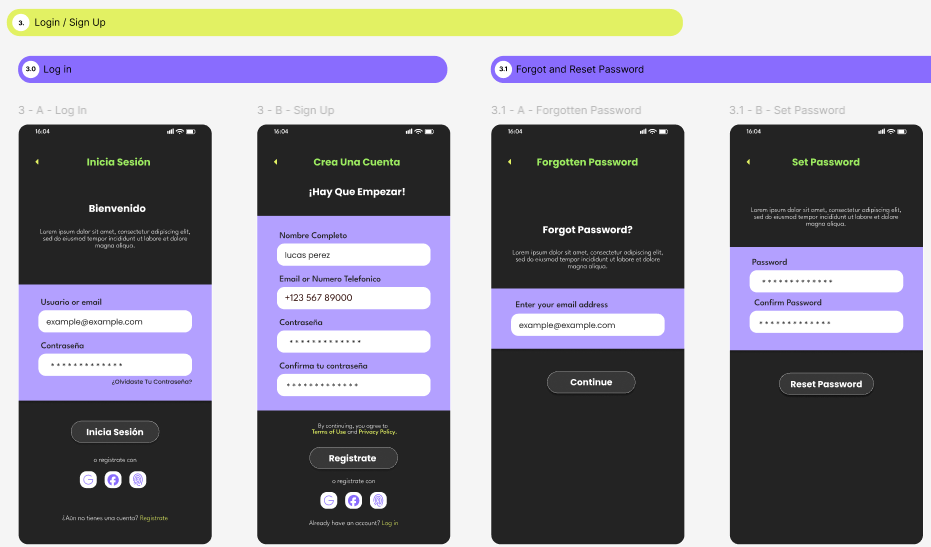 3. Login / Sign Up
3.0 Log in
3.1 Forgot and Reset Password
3 - A - Log In
16:04
Inicia Sesión
Bienvenido
Lorem ipsum dolor sit amet, consectetur adipiscing elit,
sed do eiusmod tempor incididunt ut labore et dolore
magna aliqua.
Usuario or email
example@example.com
Contraseña
*************
¿Olvidaste Tu Contraseña?
Inicia Sesión
o registrate con
¿Aún no tienes una cuenta? Registrate
3 - B - Sign Up
16:04
Crea Una Cuenta
¡Hay Que Empezar!
Nombre Completo
lucas perez
Email or Numero Telefonico
+123 567 89000
Contraseña
*************
Confirma tu contraseña
*************
By continuing, you agree to
Terms of Use and Privacy Policy.
Registrate
o registrate con
Already have an account? Log in
3.1 - A - Forgotten Password
16:04
Forgotten Password
Forgot Password?
Lorem ipsum dolor sit amet, consectetur adipiscing elit,
sed do eiusmod tempor incididunt ut labore et dolore
magna aliqua.
Enter your email address
example@example.com
Continue
3.1 - B - Set Password
16:04
Set Password
Lorem ipsum dolor sit amet, consectetur adipiscing elit,
sed do eiusmod tempor incididunt ut labore et dolore
magna aliqua.
Password
*************
Confirm Password
*************
Reset Password